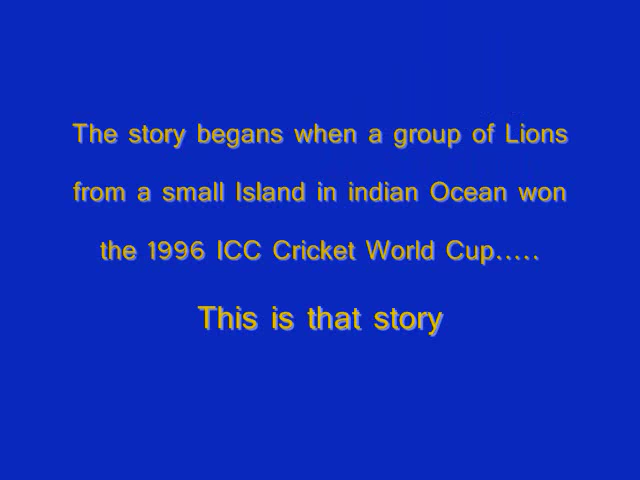 The story begans when a group of Lions
from a small Island in indian Ocean won
the 1996 ICC Cricket World Cup.....
This is that story